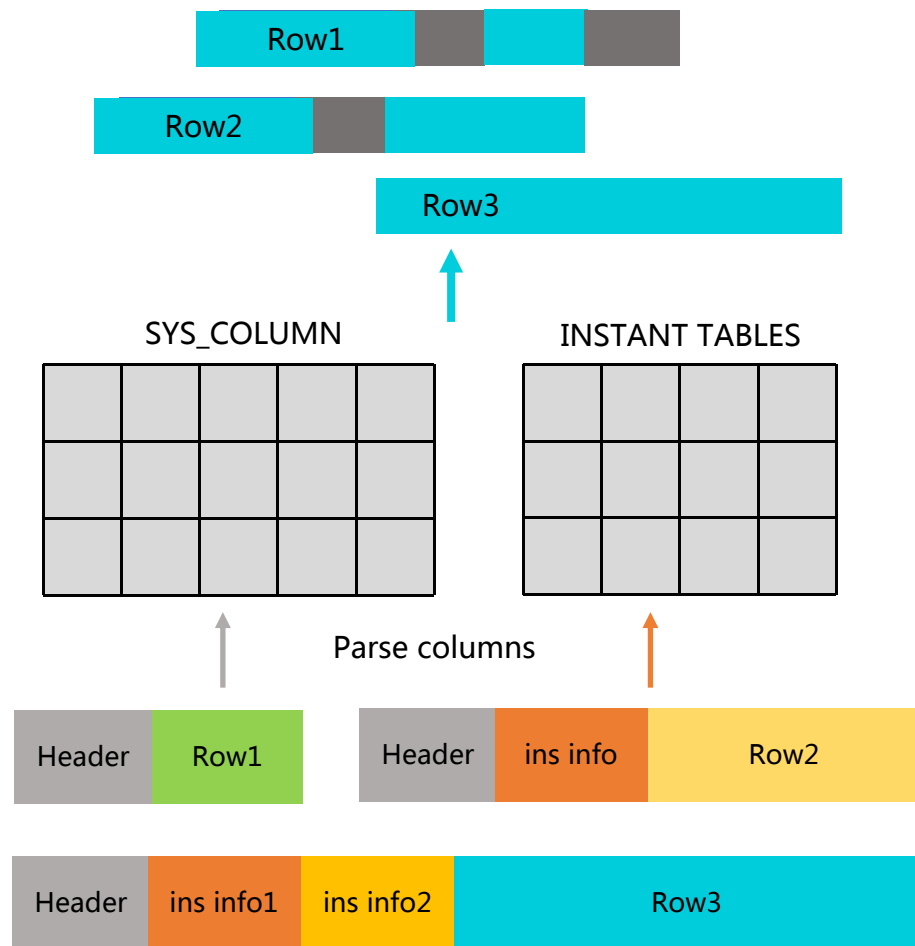 Row1
Row2
Row3
SYS_COLUMN
INSTANT TABLES
Parse columns
Header
Row1
Header
ins info
Row2
Header
ins info1
ins info2
Row3